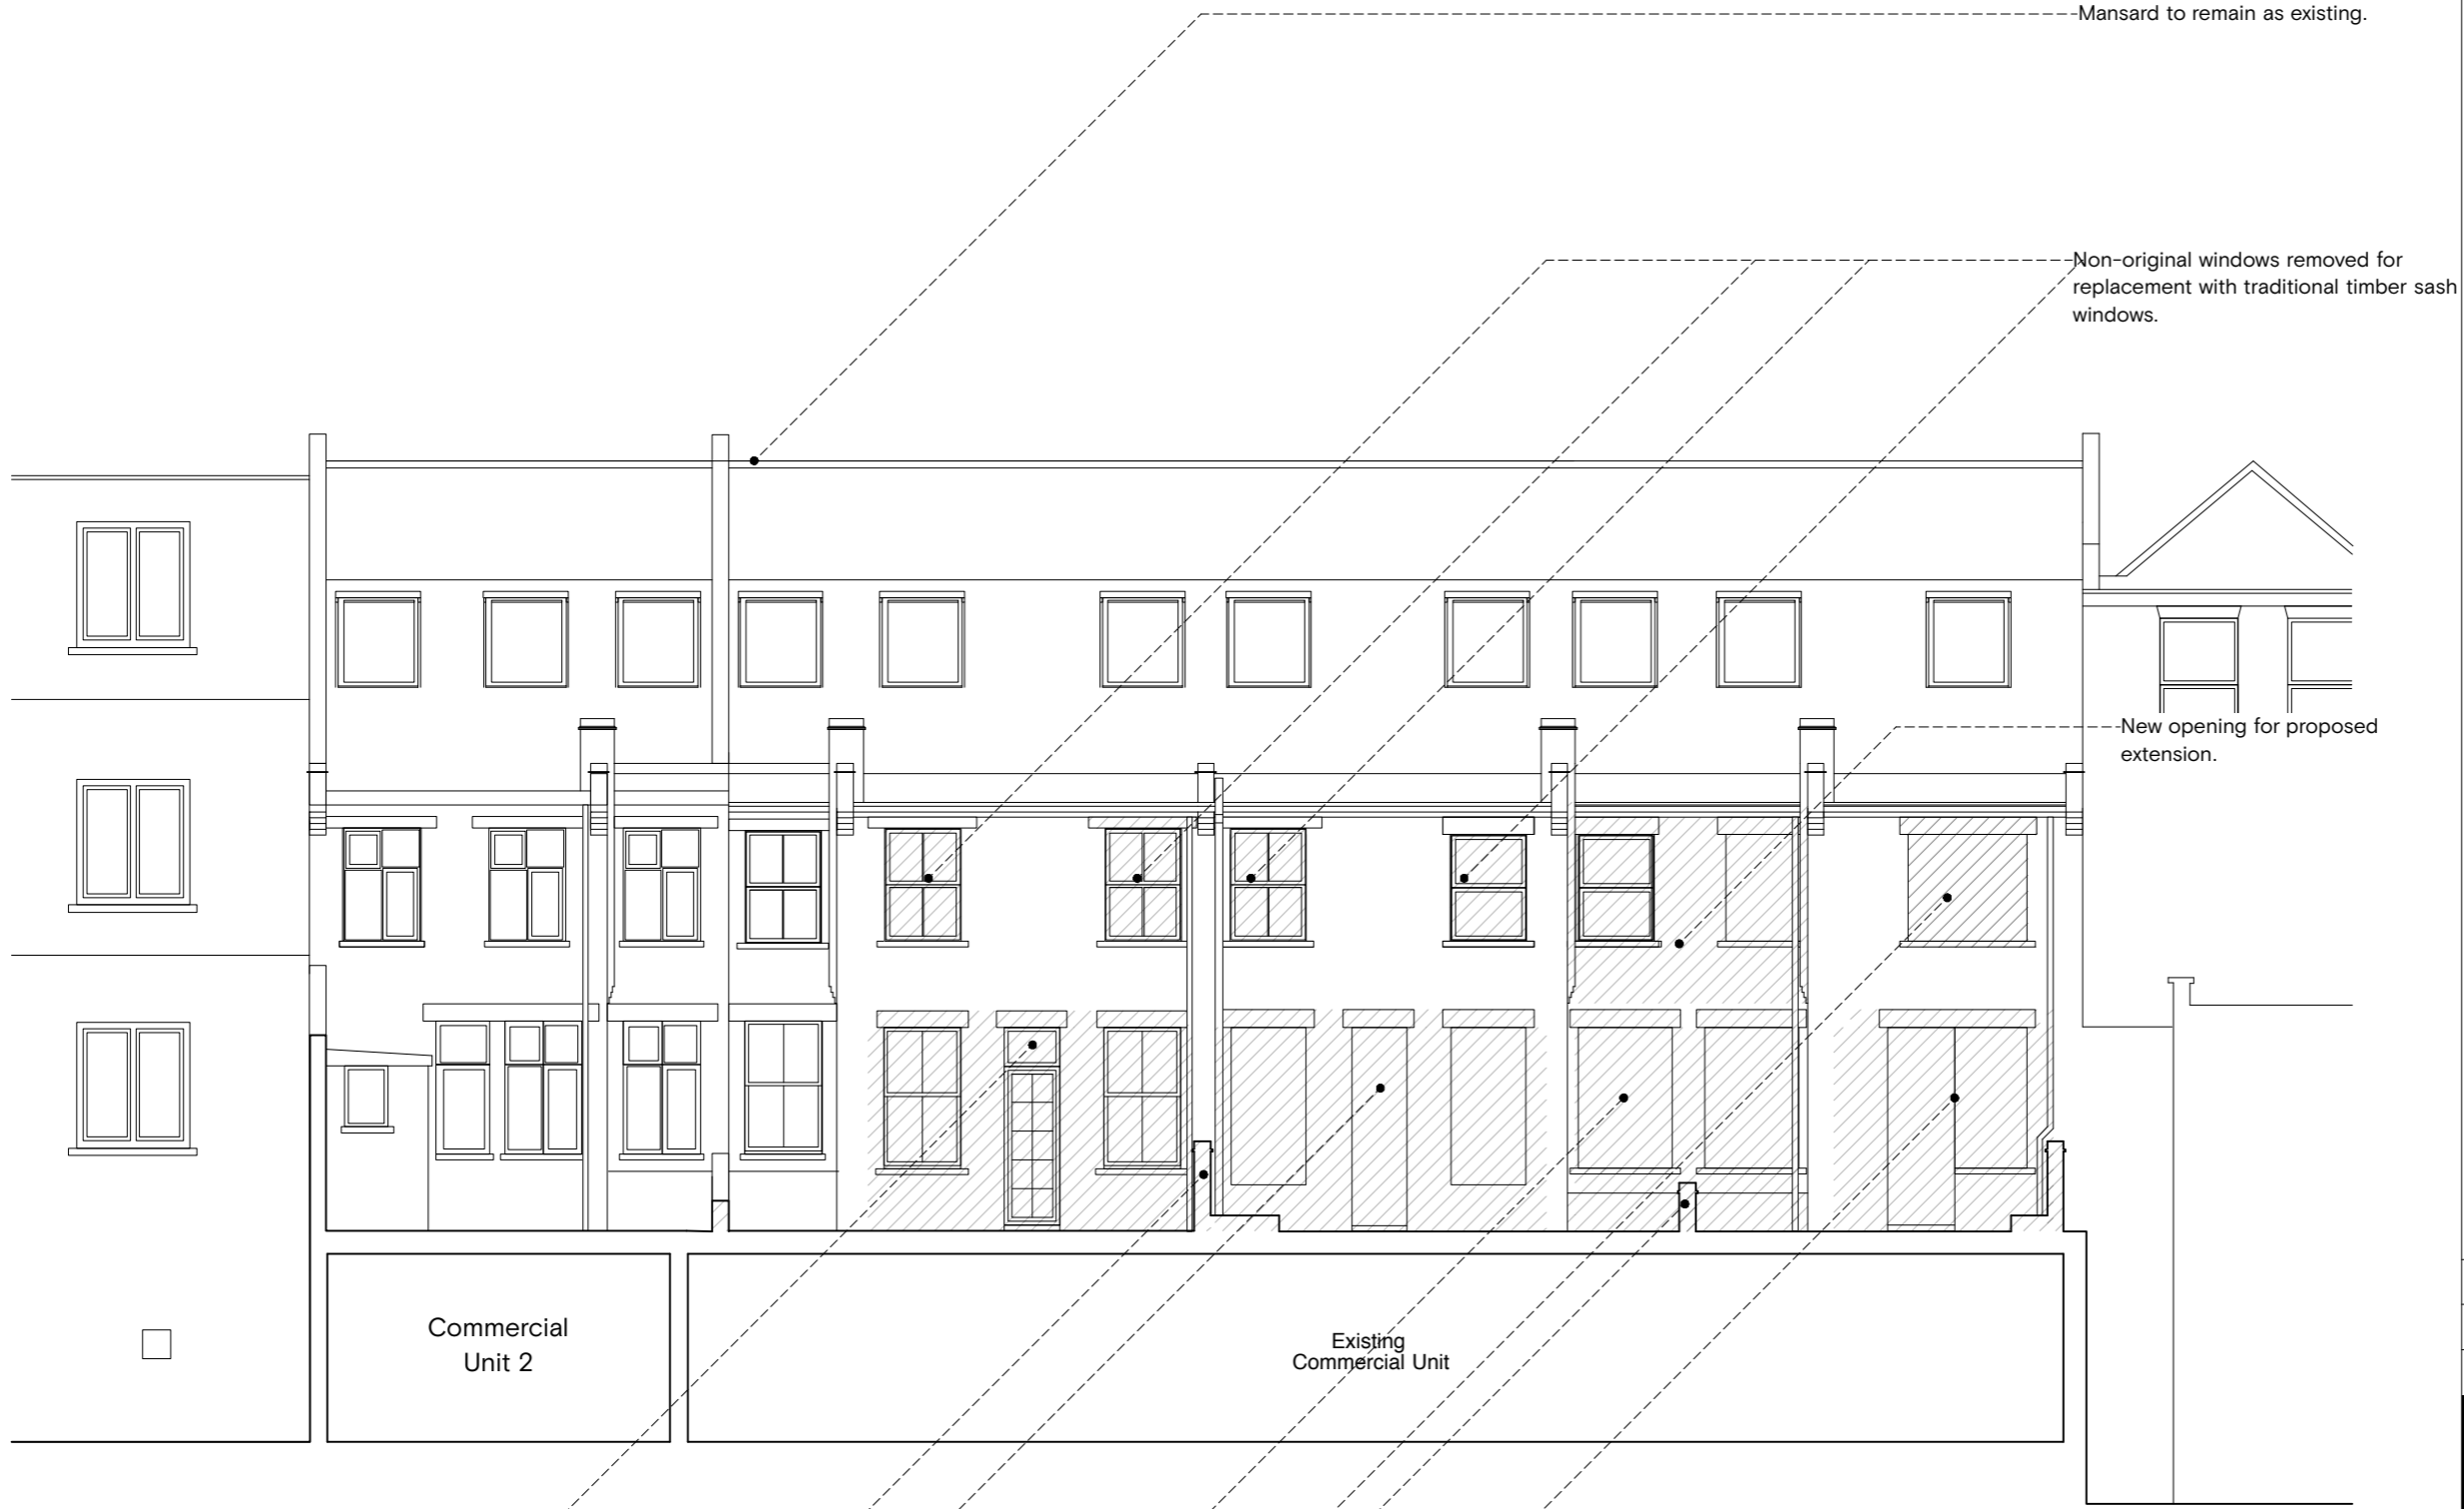 Mansard to remain as existing.
Non-original windows removed for
replacement with traditional timber sash
windows.
New opening for proposed
extension.
Commercial
Unit 2
Existing
Commercial Unit